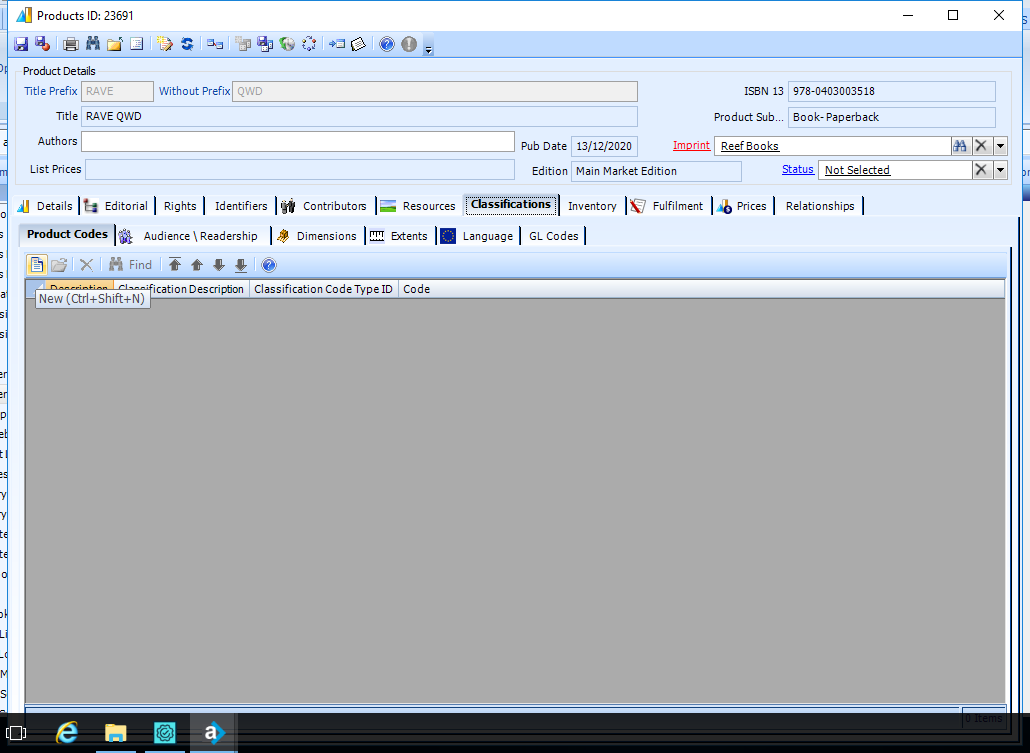 Products ID: 23691
Product Details
Title Prefix RAVE Without Prefix QWD ISBN 13 978-0403003518
Title RAVE QWD Product Sub... Book- Paperback
Authors Pub Date 13/12/2020 Imprint Reef Books
List Prices Edition Main Market Edition Status Not Selected
Details Editorial Rights Identifiers Contributors Resources Classifications Inventory Fulfilment Prices Relationships
Product Codes Audience \ Readership Dimensions Extents Language GL Codes
Find
Description Classification Description Classification Code Type ID Code
New (Ctrl+Shift+N)
0 Items